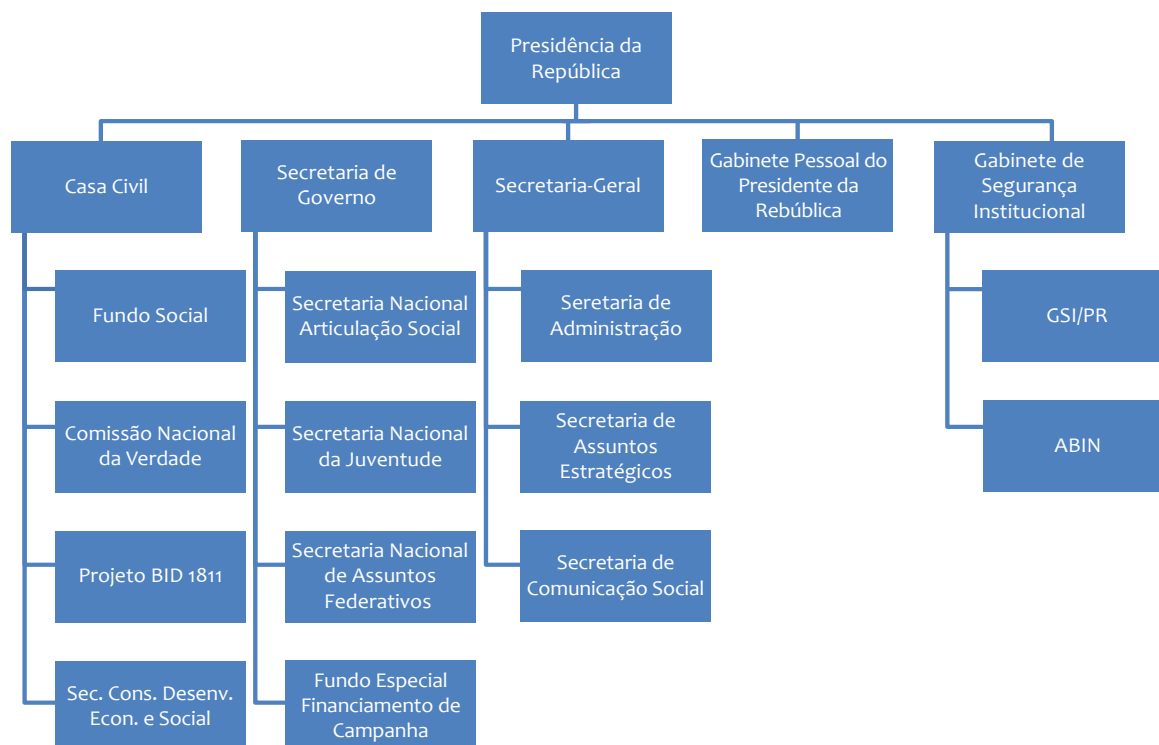 Presidência da
República
Casa Civil
Secretaria de
Governo
Secretaria-Geral
Gabinete Pessoal do
Presidente da
Rebública
Gabinete de
Segurança
Institucional
Fundo Social
Secretaria Nacional
Articulação Social
Seretaria de
Administração
GSI/PR
Comissão Nacional
da Verdade
Secretaria Nacional
da Juventude
Secretaria de
Assuntos
Estratégicos
ABIN
Projeto BID 1811
Secretaria Nacional
de Assuntos
Federativos
Secretaria de
Comunicação Social
Sec. Cons. Desenv.
Econ. e Social
Fundo Especial
Financiamento de
Campanha